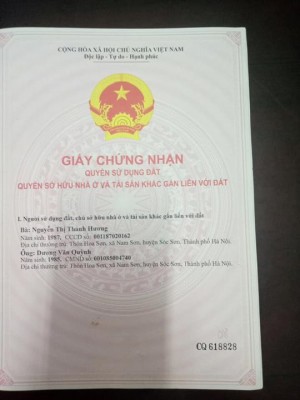 CỘNG HÒA XÃ HỘI CHỦ NGHĨA VIỆT NAM
Độc lập - Tự do - Hạnh phúc
GIẤY CHỨNG NHẬN
QUYỀN SỬ DỤNG ĐẤT
QUYỀN SỞ HỮU NHÀ Ở VÀ TÀI SẢN KHÁC GẮN LIỀN VỚI ĐẤT
I. Người sử dụng đất, chủ sở hữu nhà ở và tài sản khác gắn liền với đất
Bà: Nguyễn Thị Thanh Hương
Năm sinh: 1987, CCCD số: 001187020162
Địa chỉ thường trú: Thôn Hoa Sơn, xã Nam Sơn, huyện Sóc Sơn, Thành phố Hà Nội.
Ông: Dương Văn Quỳnh
Năm sinh: 1985, số:
Địa chỉ thường trú: Thôn Hoa Sơn, xã Nam Sơn, huyện Sóc Sơn, Thành phố Hà Nội.
CQ 618828